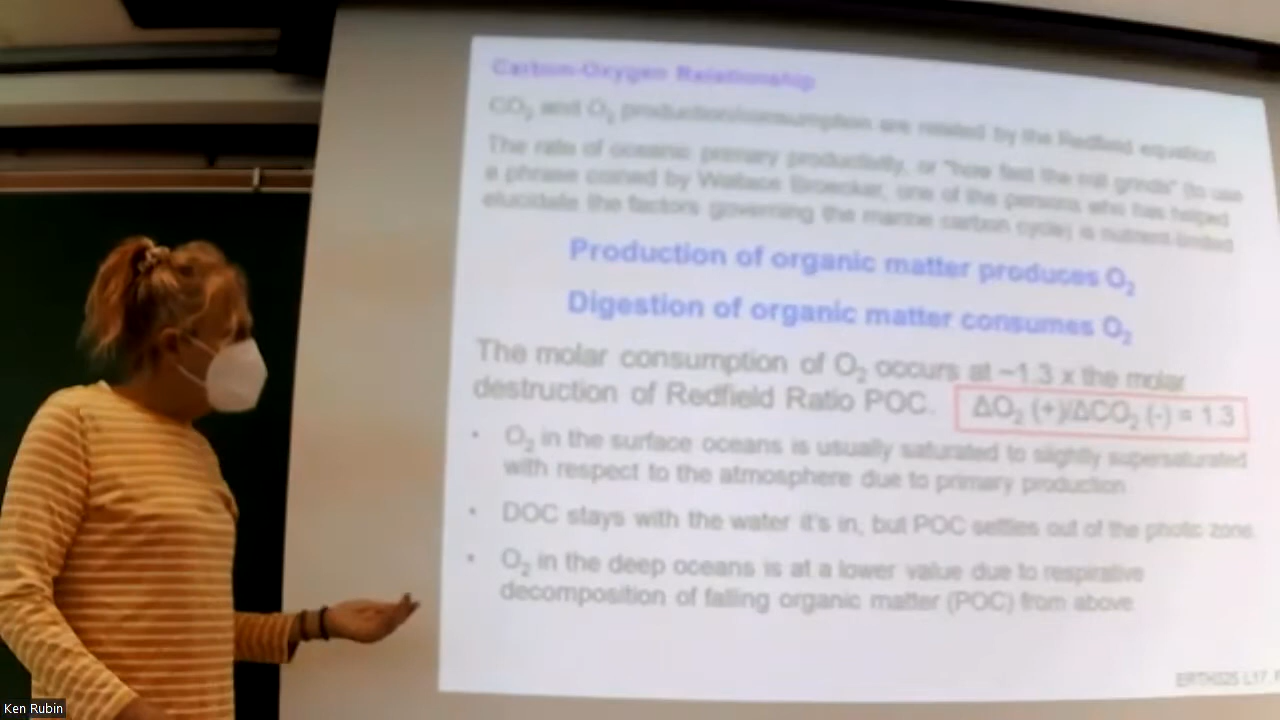 Carbon-Oxygen Relationship
CO₂ and O₂ production/consumption are related by the Redfield equation
The rate of oceanic primary productivity, or "how fast the mill grinds" (to use
a phrase coined by Wallace Broecker, one of the persons who has helped
elucidate the factors governing the marine carbon cycle) is nutrient-limited
Production of organic matter produces O₂
Digestion of organic matter consumes O₂
The molar consumption of O₂ occurs at ~1.3 x the molar
destruction of Redfield Ratio POC.
ΔO₂ (+)/ΔCO₂ (-) = 1.3
• O₂ in the surface oceans is usually saturated to slightly supersaturated
with respect to the atmosphere due to primary production
• DOC stays with the water it's in, but POC settles out of the photic zone.
• O₂ in the deep oceans is at a lower value due to respirative
decomposition of falling organic matter (POC) from above
L17
Ken Rubin